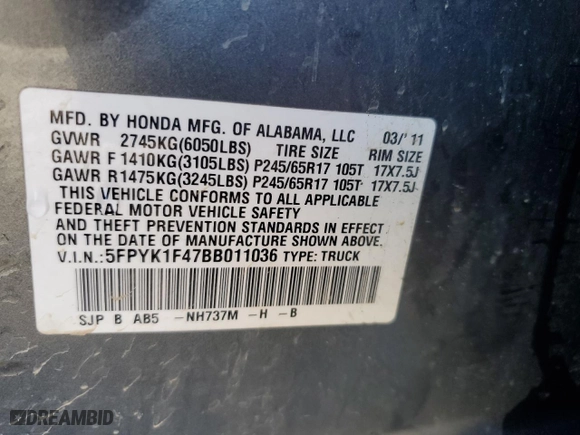 MFD. BY HONDA MFG. OF ALABAMA, LLC 03/'11
GVWR 2745KG(6050LBS) TIRE SIZE RIM SIZE
GAWR F 1410KG(3105LBS) P245/65R17 105T 17X7.5J
GAWR R1475KG(3245LBS) P245/65R17 105T 17X7.5J
THIS VEHICLE CONFORMS TO ALL APPLICABLE
FEDERAL MOTOR VEHICLE SAFETY
AND THEFT PREVENTION STANDARDS IN EFFECT
ON THE DATE OF MANUFACTURE SHOWN ABOVE.
V.I.N.:5FPYK1F47BB011036 TYPE: TRUCK
SJP B AB5 -NH737M -H -B
DREAMBID